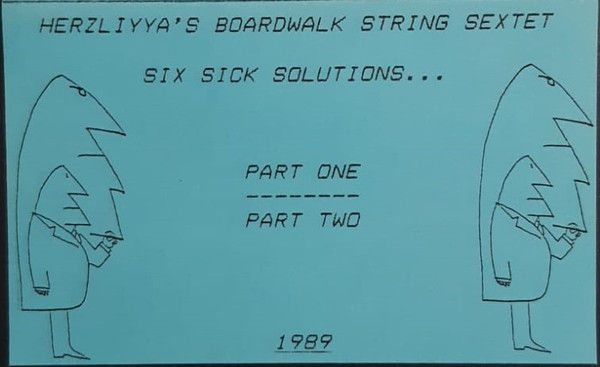 HERZLIYYA'S BOARDWALK STRING SEXTET
SIX SICK SOLUTIONS...
PART ONE
--------
PART TWO
1989